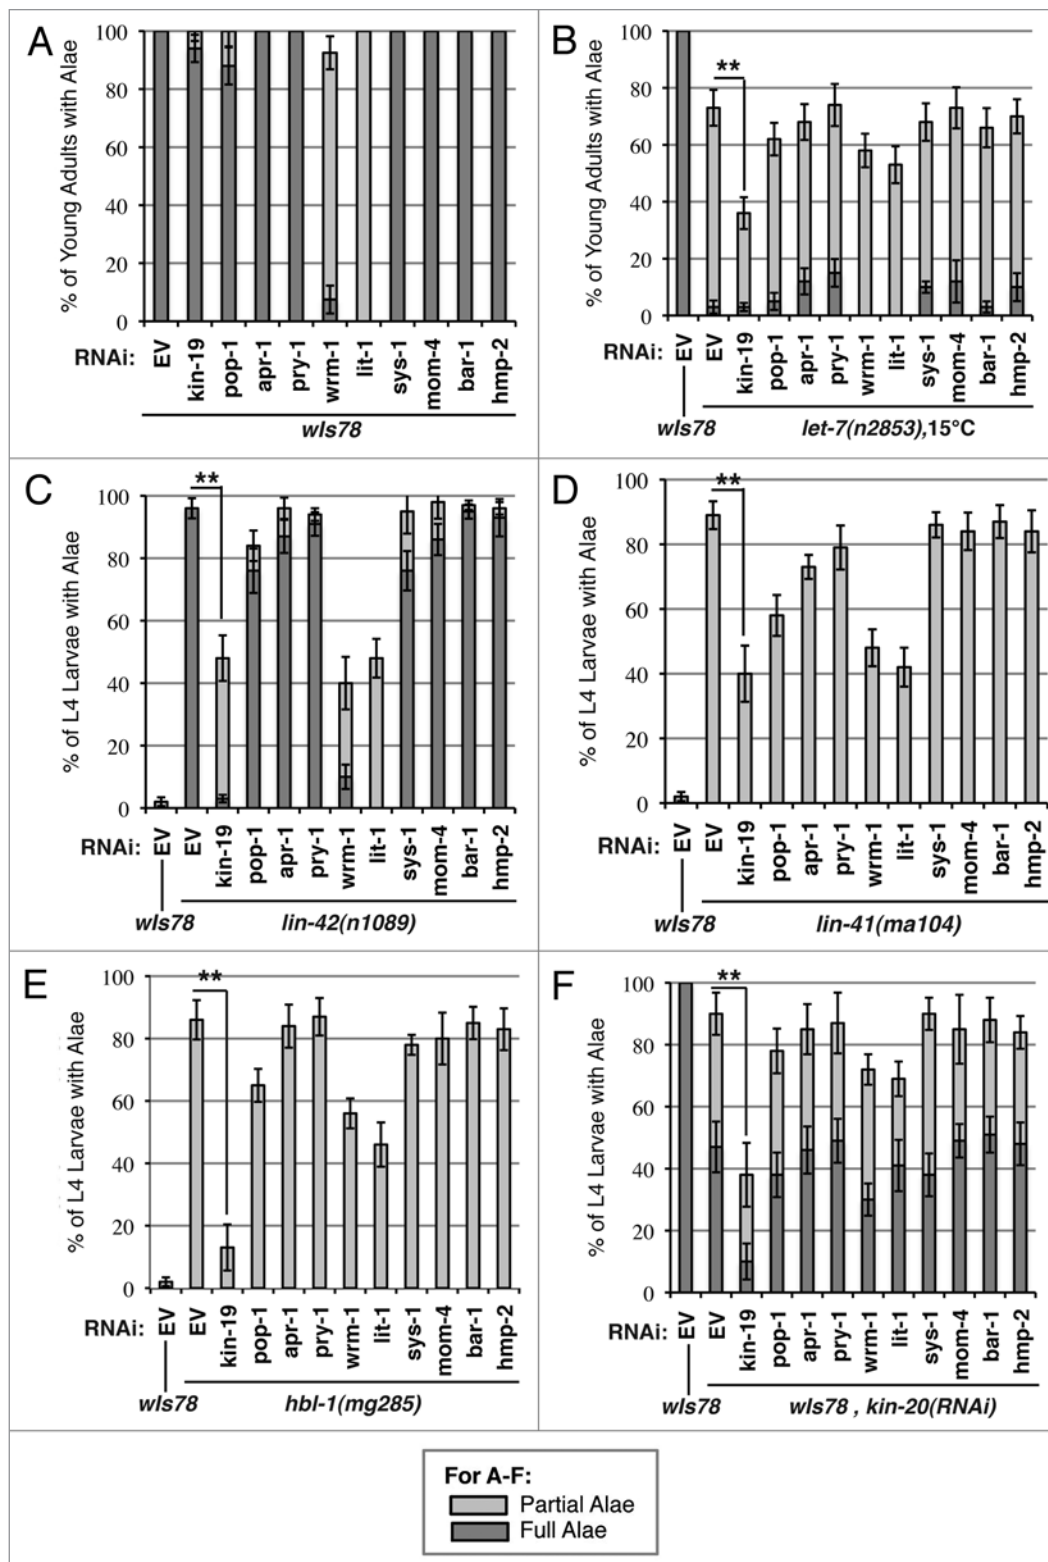 A
% of Young Adults with Alae
100
80
60
40
20
0
RNAi: EV kin-19 pop-1 apr-1 pry-1 wrm-1 lit-1 sys-1 mom-4 bar-1 hmp-2
wIs78
B
% of Young Adults with Alae
100
80
60
40
20
0
**
RNAi: EV EV kin-19 pop-1 apr-1 pry-1 wrm-1 lit-1 sys-1 mom-4 bar-1 hmp-2
wIs78 let-7(n2853),15°C
C
% of L4 Larvae with Alae
100
80
60
40
20
0
**
RNAi: EV EV kin-19 pop-1 apr-1 pry-1 wrm-1 lit-1 sys-1 mom-4 bar-1 hmp-2
wIs78 lin-42(n1089)
D
% of L4 Larvae with Alae
100
80
60
40
20
0
**
RNAi: EV EV kin-19 pop-1 apr-1 pry-1 wrm-1 lit-1 sys-1 mom-4 bar-1 hmp-2
wIs78 lin-41(ma104)
E
% of L4 Larvae with Alae
100
80
60
40
20
0
**
RNAi: EV EV kin-19 pop-1 apr-1 pry-1 wrm-1 lit-1 sys-1 mom-4 bar-1 hmp-2
wIs78 hbl-1(mg285)
F
% of L4 Larvae with Alae
100
80
60
40
20
0
**
RNAi: EV EV kin-19 pop-1 apr-1 pry-1 wrm-1 lit-1 sys-1 mom-4 bar-1 hmp-2
wIs78 wIs78 , kin-20(RNAi)
For A-F:
Partial Alae
Full Alae